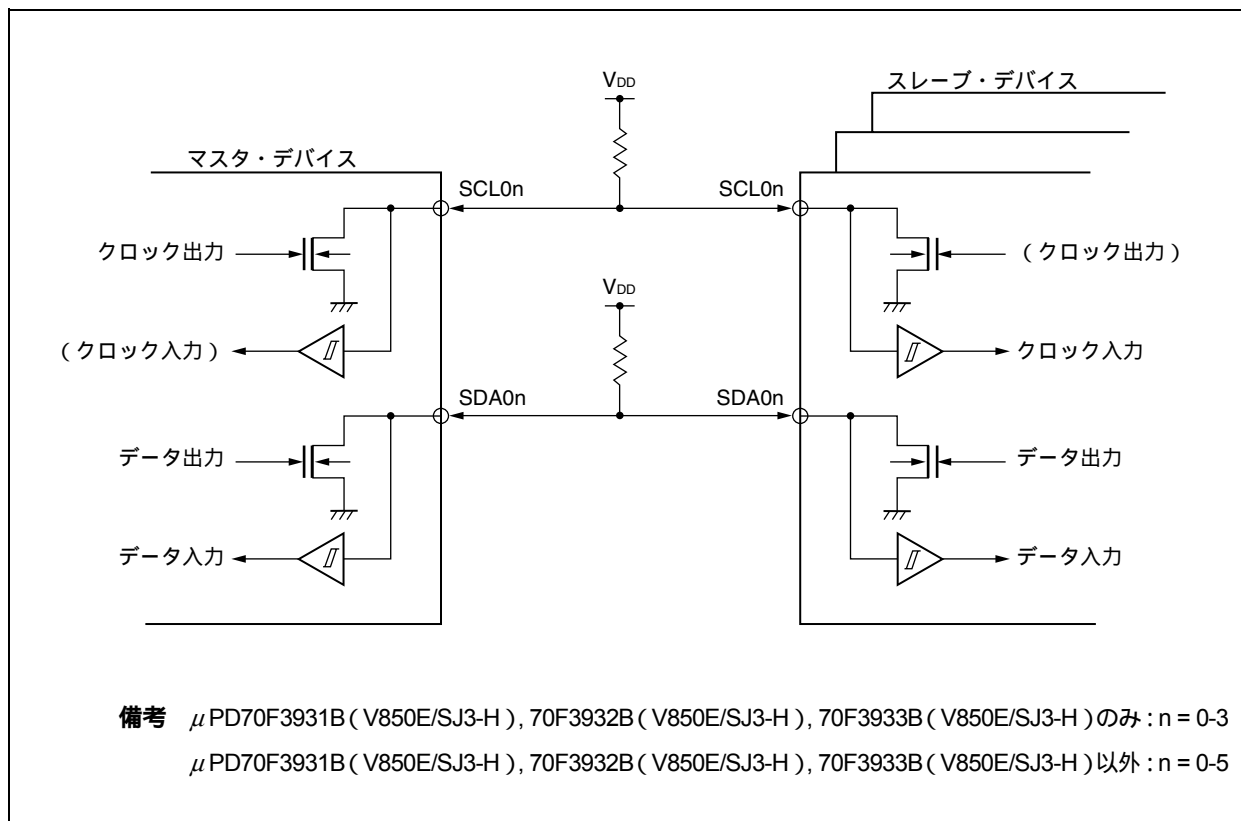 VDD
スレーブ・デバイス
マスタ・デバイス
SCL0n
SCL0n
クロック出力
(クロック出力)
VDD
(クロック入力)
クロック入力
SDA0n
SDA0n
データ出力
データ出力
データ入力
データ入力
備考 μPD70F3931B(V850E/SJ3-H), 70F3932B(V850E/SJ3-H), 70F3933B(V850E/SJ3-H)のみ:n = 0-3
μPD70F3931B(V850E/SJ3-H), 70F3932B(V850E/SJ3-H), 70F3933B(V850E/SJ3-H)以外:n = 0-5